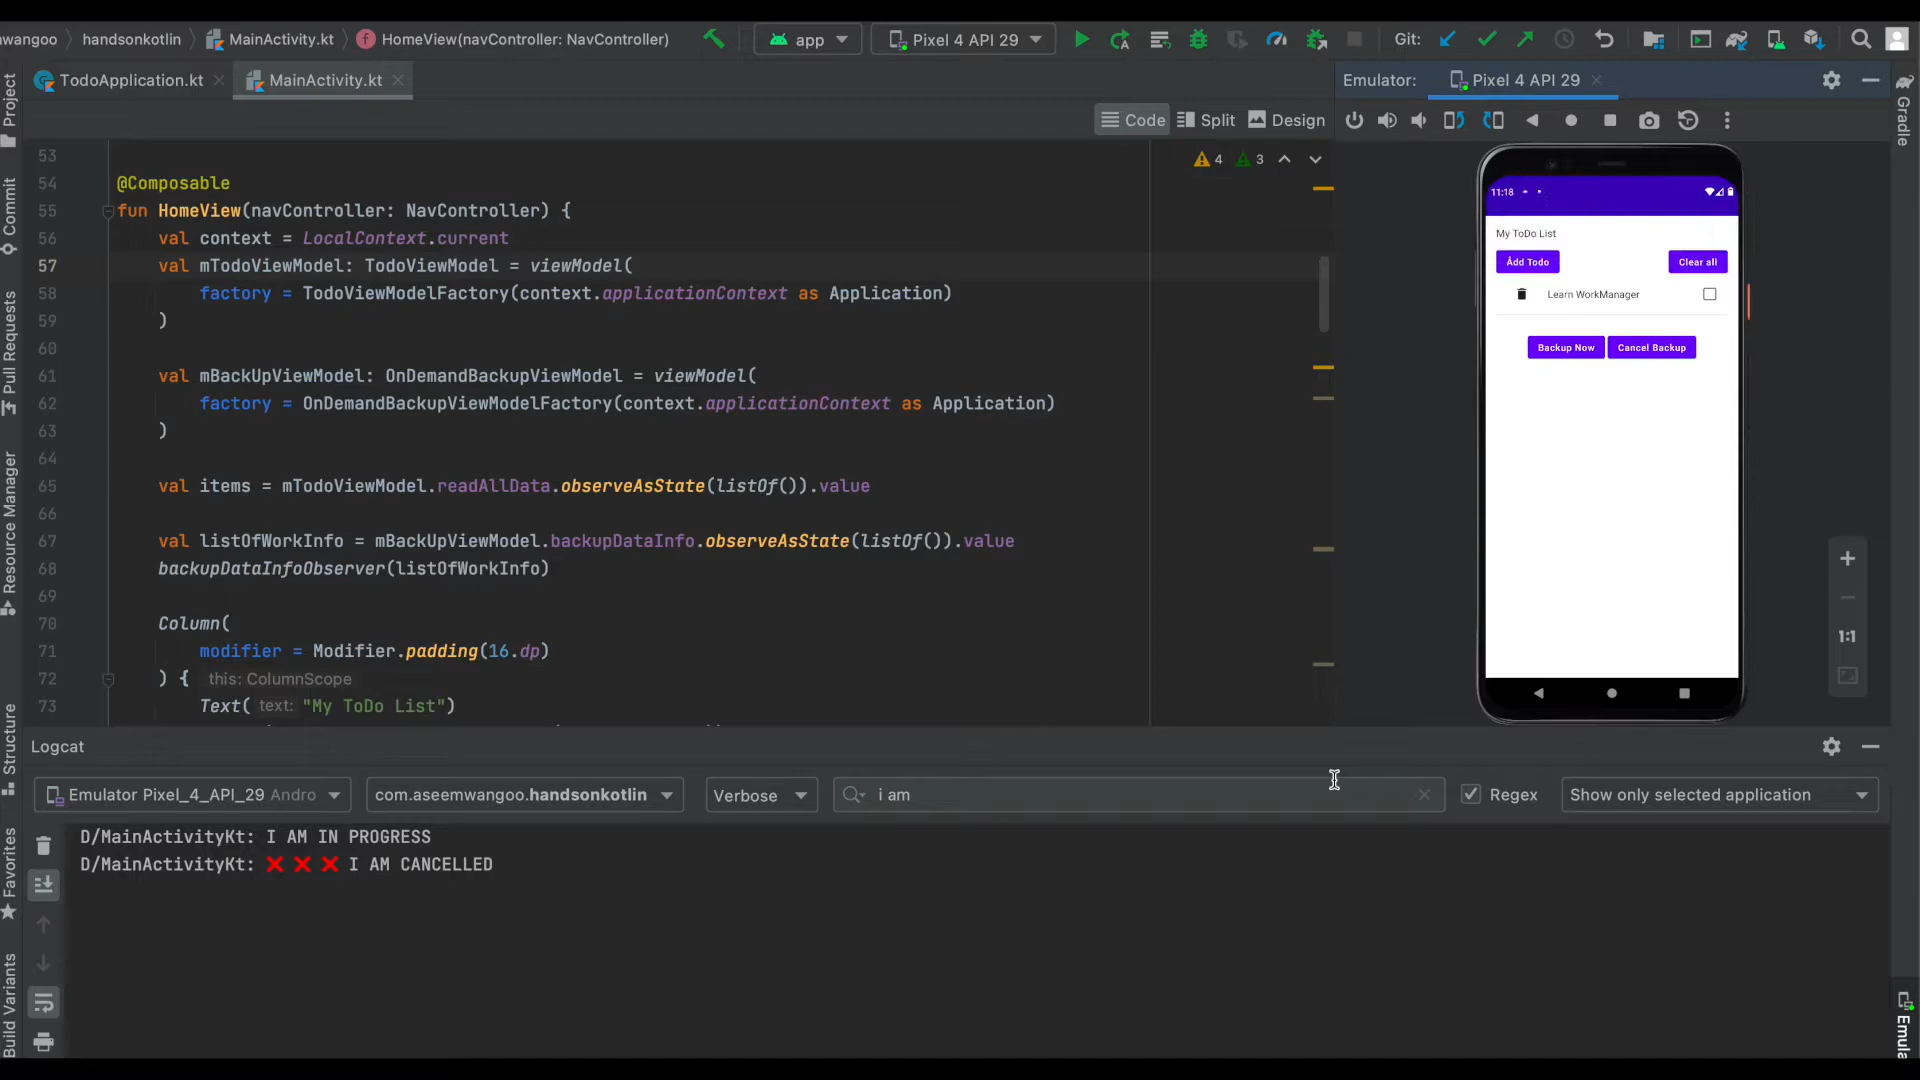 wangoo
handsonkotlin
MainActivity.kt
HomeView(navController: NavController)
app
Pixel 4 API 29
Git:
TodoApplication.kt
MainActivity.kt
Emulator:
Pixel 4 API 29
Code
Split
Design
4
3
53
54 @Composable
55 fun HomeView(navController: NavController) {
56 val context = LocalContext.current
57 val mTodoViewModel: TodoViewModel = viewModel(
58 factory = TodoViewModelFactory(context.applicationContext as Application)
59 )
60
61 val mBackUpViewModel: OnDemandBackupViewModel = viewModel(
62 factory = OnDemandBackupViewModelFactory(context.applicationContext as Application)
63 )
64
65 val items = mTodoViewModel.readAllData.observeAsState(listOf()).value
66
67 val listOfWorkInfo = mBackUpViewModel.backupDataInfo.observeAsState(listOf()).value
68 backupDataInfoObserver(listOfWorkInfo)
69
70 Column(
71 modifier = Modifier.padding(16.dp)
72 ) { this: ColumnScope
73 Text( text: "My ToDo List")
11:18
My ToDo List
Add Todo
Clear all
Learn WorkManager
Backup Now
Cancel Backup
1:1
Logcat
Emulator Pixel_4_API_29 Andro
com.aseemwangoo.handsonkotlin
Verbose
i am
Regex
Show only selected application
D/MainActivityKt: I AM IN PROGRESS
D/MainActivityKt: ❌ ❌ ❌ I AM CANCELLED
Project
Commit
Pull Requests
Resource Manager
Structure
Favorites
Build Variants
Gradle
Emula